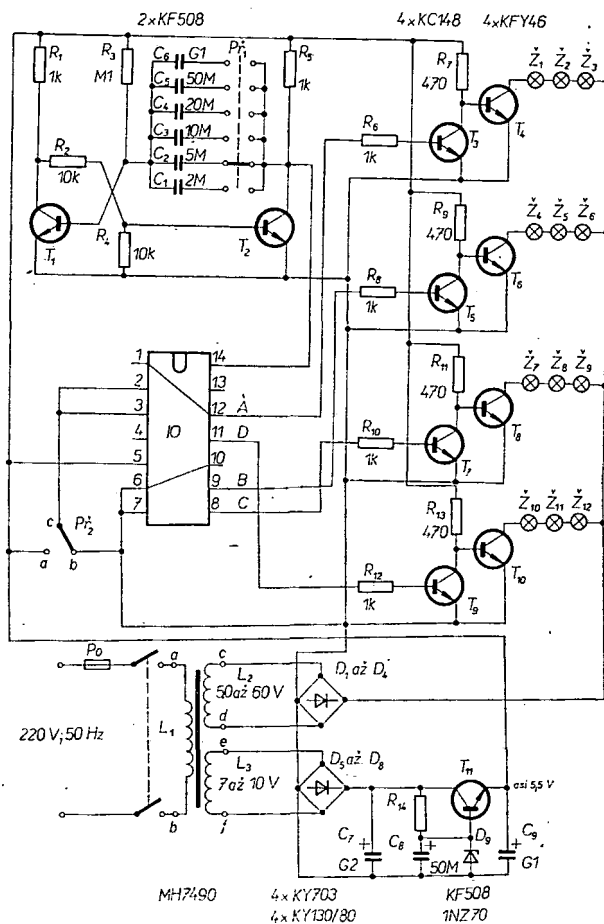 2×KF508
4×KC148 4×KFY46
R1
1k
R3
M1
C6 G1
C5 50M
C4 20M
C3 10M
C2 5M
C1 2M
Př1
R5
1k
R7
470
Ž1 Ž2 Ž3
R6
1k
T3
T4
R2
10k
R4
10k
T1
T2
R9
470
Ž4 Ž5 Ž6
R8
1k
T5
T6
1
2
3
4
5
6
7
IO
14
13
12
11
10
9
8
A
D
B
C
R11
470
Ž7 Ž8 Ž9
R10
1k
T7
T8
R13
470
Ž10 Ž11 Ž12
R12
1k
T9
T10
c
Př2
a
b
Po
a
c
L2
50 až 60 V
d
D1 až D4
220 V; 50 Hz
L1
e
L3
7 až 10 V
f
b
D5 až D8
T11
asi 5,5 V
R14
C7
G2
C8
50M
D9
C9
G1
MH7490
4×KY703
4×KY130/80
KF508
1NZ70